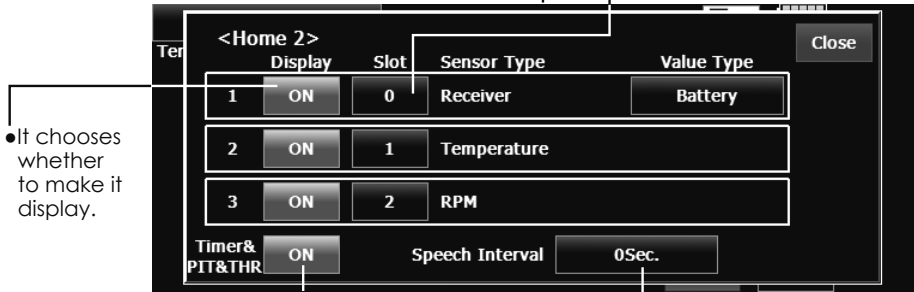 <Home 2>
Close
Ter
Display Slot Sensor Type Value Type
1 ON 0 Receiver Battery
2 ON 1 Temperature
3 ON 2 RPM
Timer&
PIT&THR ON Speech Interval 0Sec.
●It chooses
whether
to make it
display.